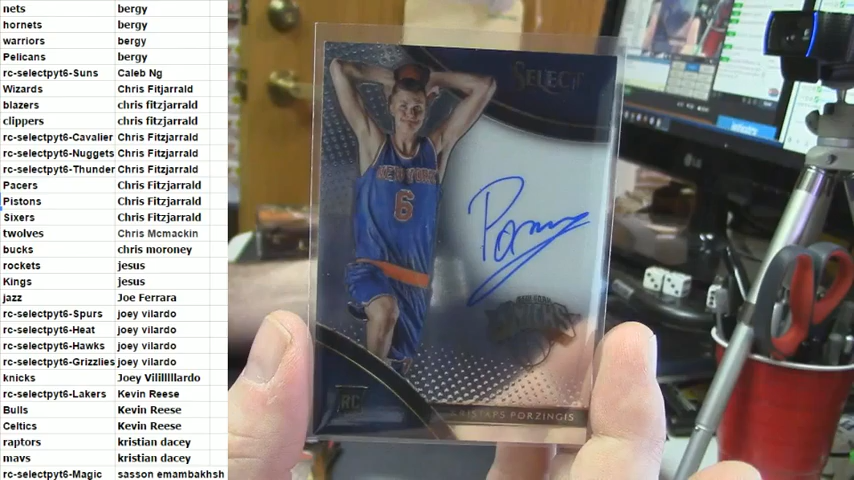 nets bergy
hornets bergy
warriors bergy
Pelicans bergy
rc-selectpyt6-Suns Caleb Ng
Wizards Chris Fitjarrald
blazers chris fitzjarrald
clippers chris fitzjarrald
rc-selectpyt6-Cavalier Chris Fitzjarrald
rc-selectpyt6-Nuggets Chris Fitzjarrald
rc-selectpyt6-Thunder Chris Fitzjarrald
Pacers Chris Fitzjarrald
Pistons Chris Fitzjarrald
Sixers Chris Fitzjarrald
twolves Chris Mcmackin
bucks chris moroney
rockets jesus
Kings jesus
jazz Joe Ferrara
rc-selectpyt6-Spurs joey vilardo
rc-selectpyt6-Heat joey vilardo
rc-selectpyt6-Hawks joey vilardo
rc-selectpyt6-Grizzlies joey vilardo
knicks Joey Villlllllardo
rc-selectpyt6-Lakers Kevin Reese
Bulls Kevin Reese
Celtics Kevin Reese
raptors kristian dacey
mavs kristian dacey
rc-selectpyt6-Magic sasson emambakhsh
SELECT
NEW YORK
6
NEW YORK
KNICKS
RC
KRISTAPS PORZINGIS